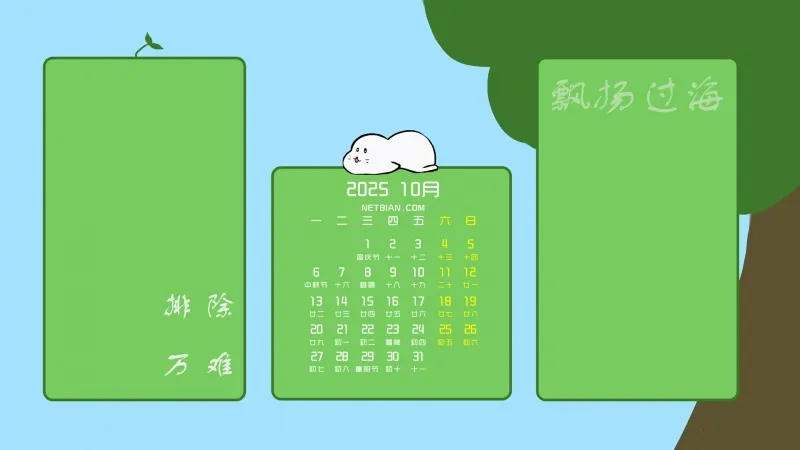 排 除
万 难
2025 10月
NETBIAN.COM
一 二 三 四 五 六 日
1 2 3 4 5
国庆节 十一 十二 十三 十四
6 7 8 9 10 11 12
中秋节 十六 寒露 十八 十九 二十 廿一
13 14 15 16 17 18 19
廿二 廿三 廿四 廿五 廿六 廿七 廿八
20 21 22 23 24 25 26
廿九 初一 初二 霜降 初四 初五 初六
27 28 29 30 31
初七 初八 重阳节 初十 十一
飘扬过海